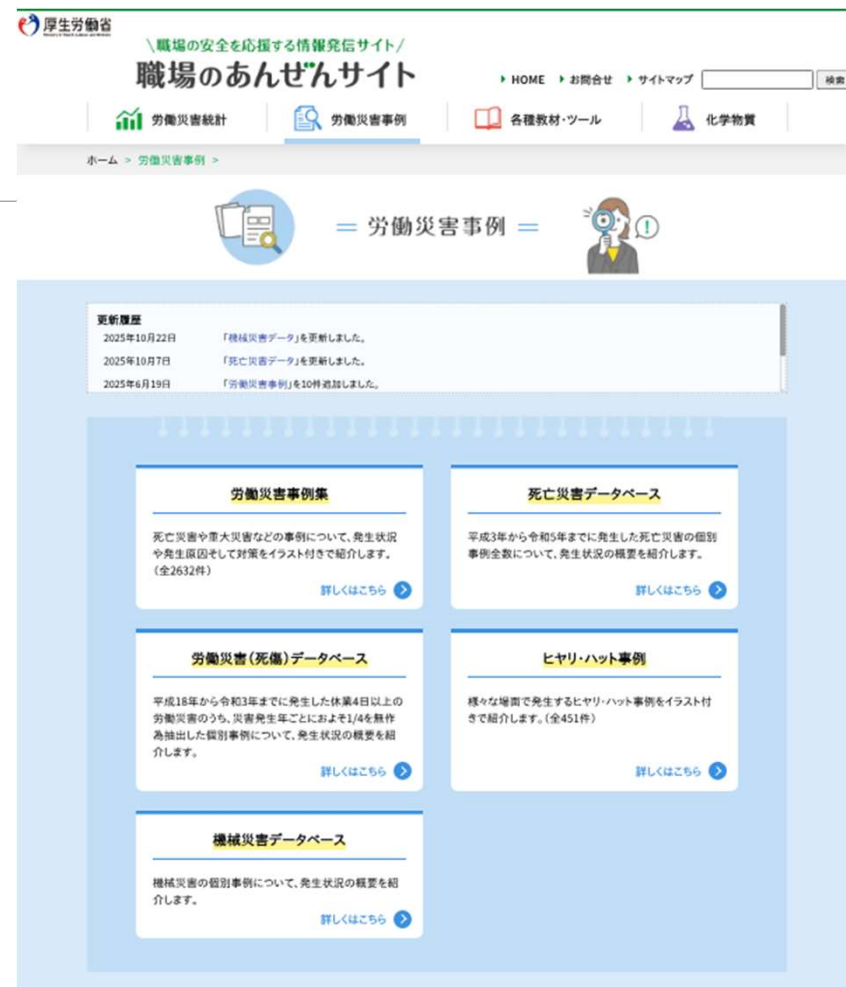 厚生労働省
\職場の安全を応援する情報発信サイト/
職場のあんぜんサイト
HOME お問合せ サイトマップ 検索
労働災害統計 労働災害事例 各種教材・ツール 化学物質
ホーム > 労働災害事例 >
= 労働災害事例 =
更新履歴
2025年10月22日 「機械災害データ」を更新しました。
2025年10月7日 「死亡災害データ」を更新しました。
2025年6月19日 「労働災害事例」を10件追加しました。
労働災害事例集
死亡災害や重大災害などの事例について、発生状況
や発生原因そして対策をイラスト付きで紹介します。
（全2632件）
詳しくはこちら
死亡災害データベース
平成3年から令和5年までに発生した死亡災害の個別
事例全数について、発生状況の概要を紹介します。
詳しくはこちら
労働災害（死傷）データベース
平成18年から令和3年までに発生した休業4日以上の
労働災害のうち、災害発生年ごとにおよそ1/4を無作
為抽出した個別事例について、発生状況の概要を紹
介します。
詳しくはこちら
ヒヤリ・ハット事例
様々な場面で発生するヒヤリ・ハット事例をイラスト付
きで紹介します。（全451件）
詳しくはこちら
機械災害データベース
機械災害の個別事例について、発生状況の概要を紹
介します。
詳しくはこちら